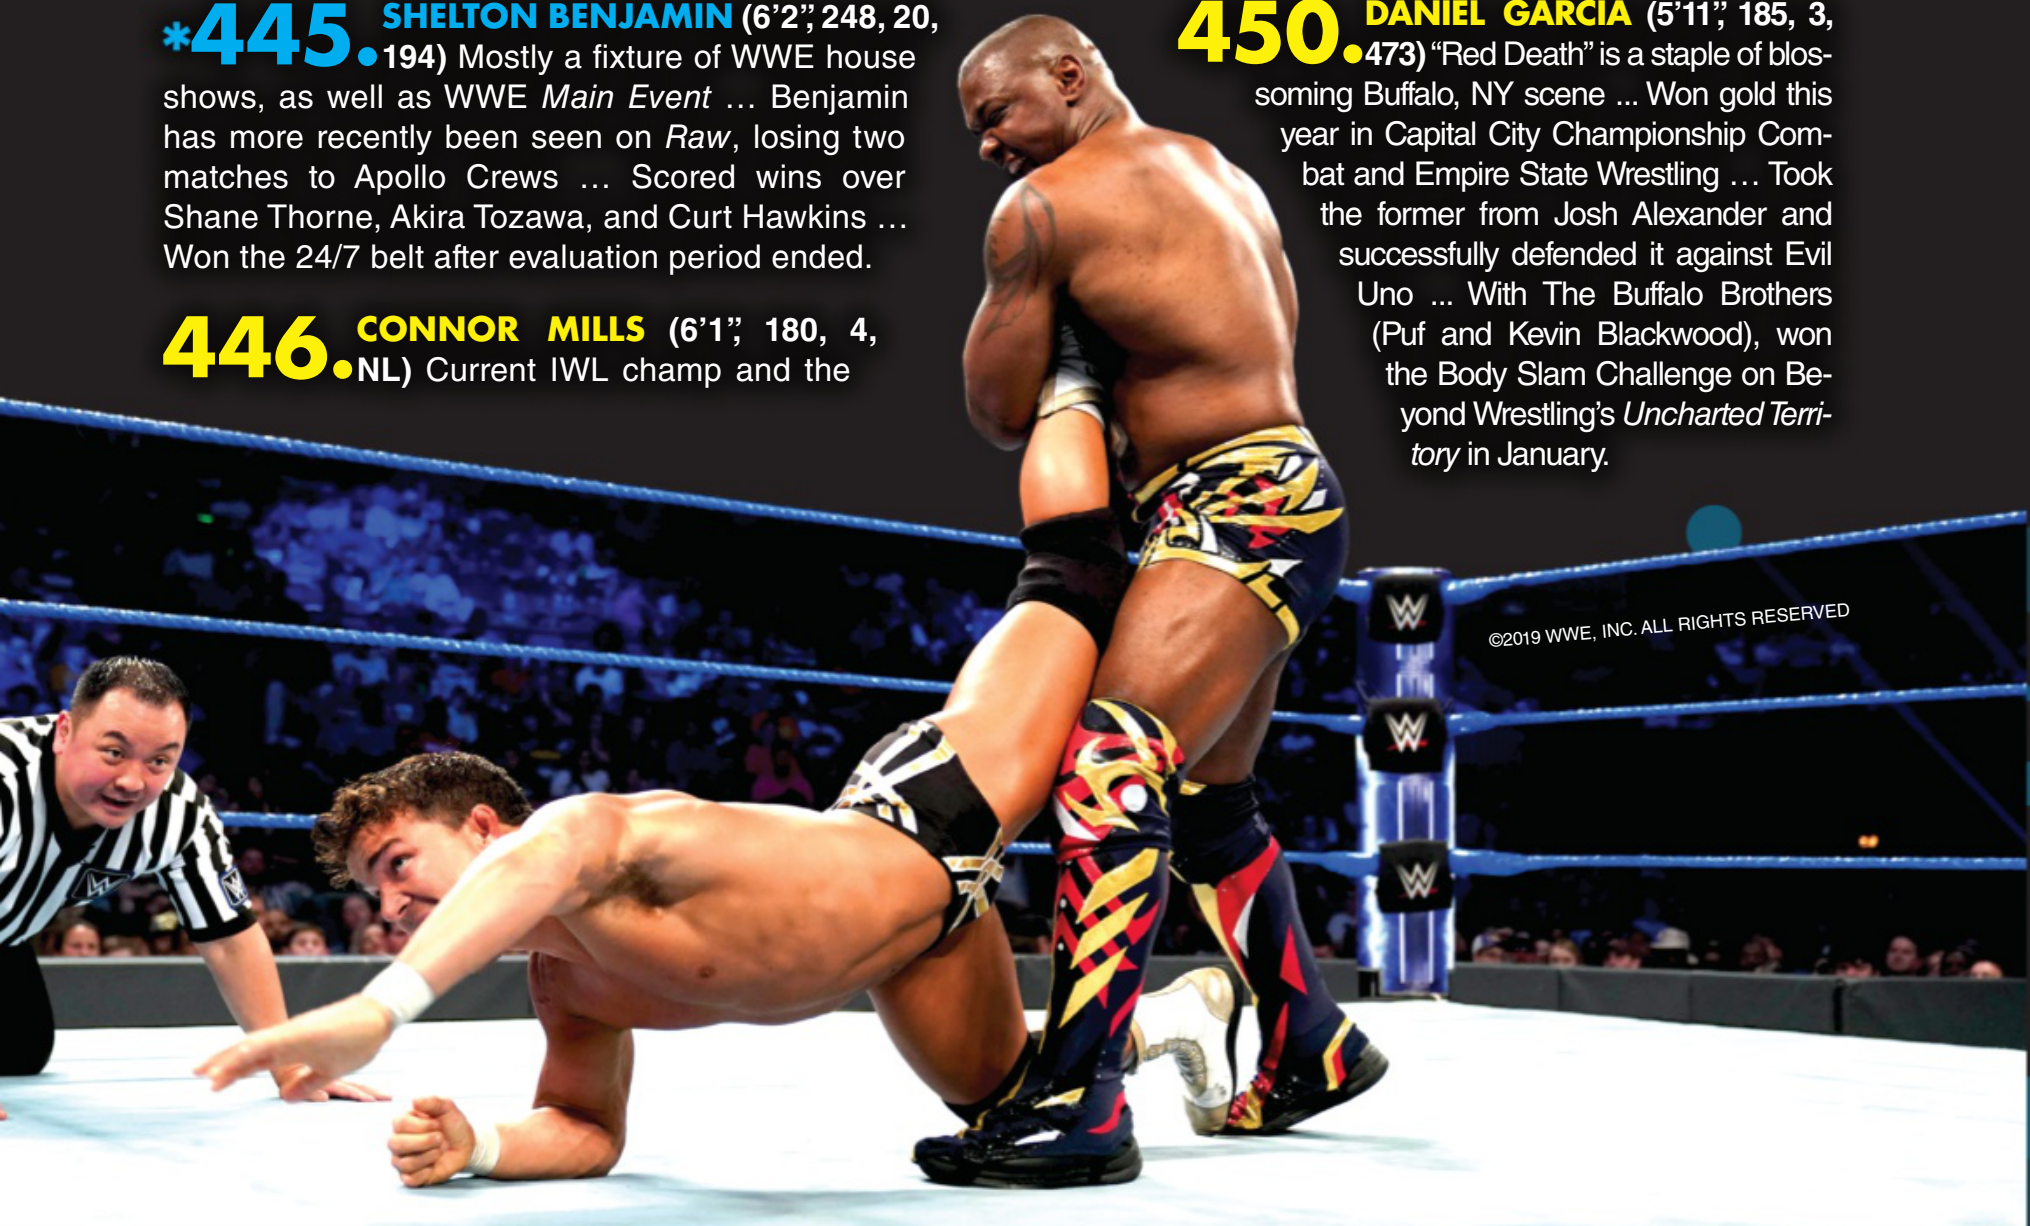 *445. SHELTON BENJAMIN (6’2”, 248, 20,
194) Mostly a fixture of WWE house
shows, as well as WWE Main Event ... Benjamin
has more recently been seen on Raw, losing two
matches to Apollo Crews ... Scored wins over
Shane Thorne, Akira Tozawa, and Curt Hawkins ...
Won the 24/7 belt after evaluation period ended.
446. CONNOR MILLS (6’1”, 180, 4,
NL) Current IWL champ and the
450. DANIEL GARCIA (5’11”, 185, 3,
473) “Red Death” is a staple of blos-
soming Buffalo, NY scene ... Won gold this
year in Capital City Championship Com-
bat and Empire State Wrestling ... Took
the former from Josh Alexander and
successfully defended it against Evil
Uno ... With The Buffalo Brothers
(Puf and Kevin Blackwood), won
the Body Slam Challenge on Be-
yond Wrestling’s Uncharted Terri-
tory in January.
©2019 WWE, INC. ALL RIGHTS RESERVED
W
W
W